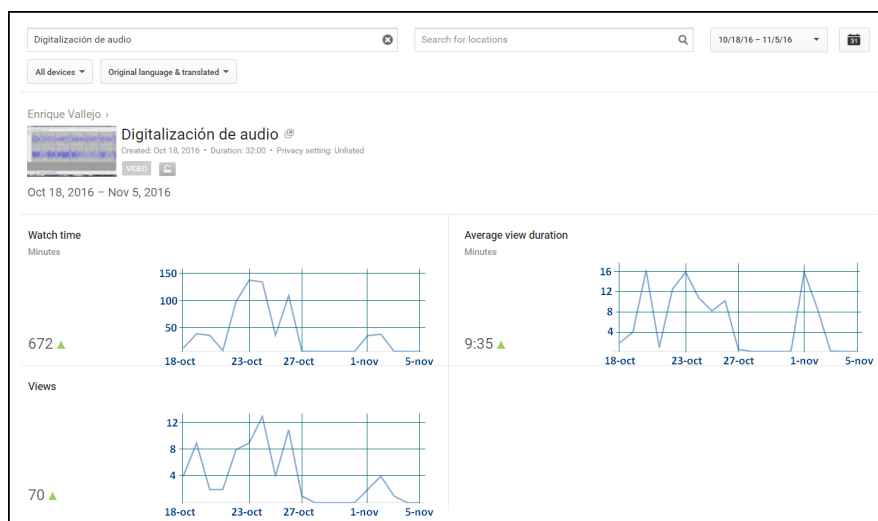 Digitalización de audio
Search for locations
10/18/16 – 11/5/16
31
All devices
Original language & translated
Enrique Vallejo ›
Digitalización de audio
Created: Oct 18, 2016 • Duration: 32:00 • Privacy setting: Unlisted
VIDEO
Oct 18, 2016 – Nov 5, 2016
Watch time
Minutes
150
100
50
672
18-oct 23-oct 27-oct 1-nov 5-nov
Average view duration
Minutes
16
12
8
4
9:35
18-oct 23-oct 27-oct 1-nov 5-nov
Views
12
8
4
70
18-oct 23-oct 27-oct 1-nov 5-nov